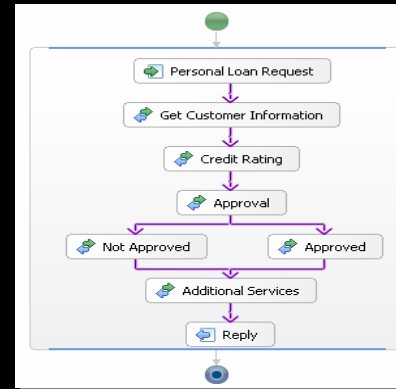 Personal Loan Request
Get Customer Information
Credit Rating
Approval
Not Approved
Approved
Additional Services
Reply